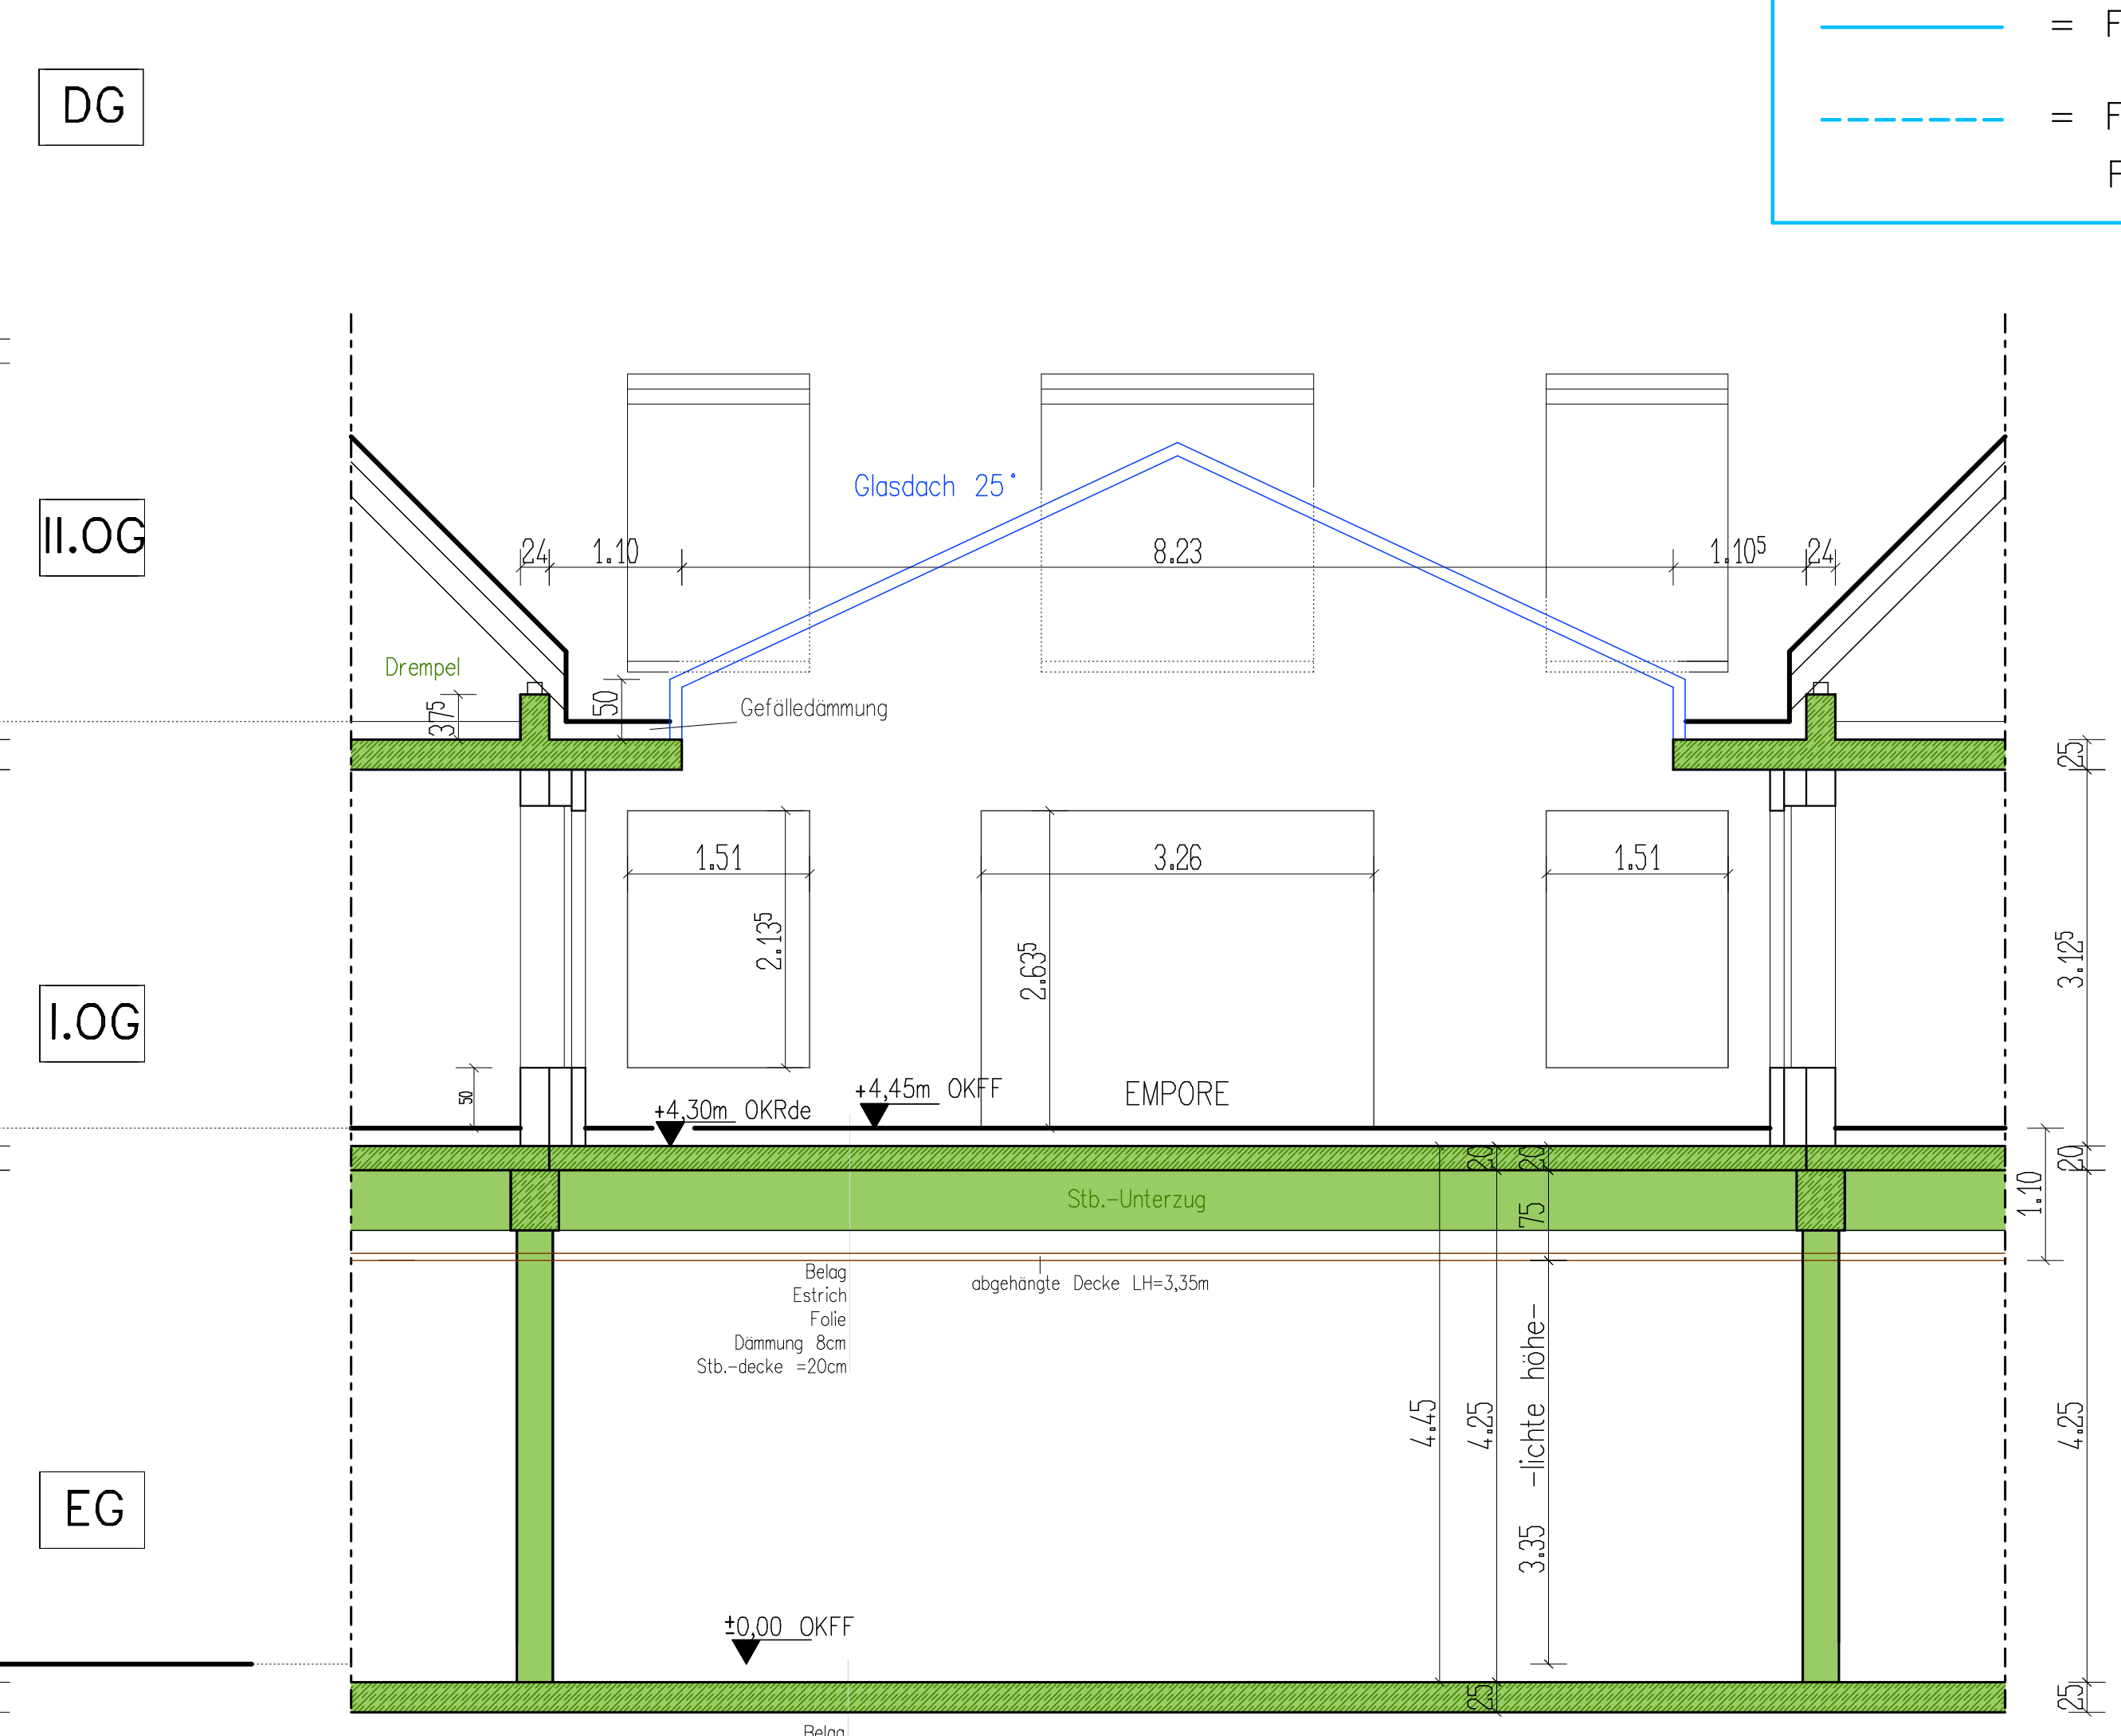 = F
= F
F
DG
II.OG
I.OG
EG
Glasdach 25°
24
1.10
8.23
1.10⁵
24
Drempel
37⁵
50
Gefälledämmung
25
1.51
3.26
1.51
2.13⁵
2.63⁵
3.12⁵
50
+4,30m OKRde
+4,45m OKFF
EMPORE
20
20
20
75
1.10
Stb.-Unterzug
Belag
Estrich
Folie
Dämmung 8cm
Stb.-decke =20cm
abgehängte Decke LH=3,35m
4.45
4.25
3.35 -lichte höhe-
4.25
±0,00 OKFF
25
25
Belag